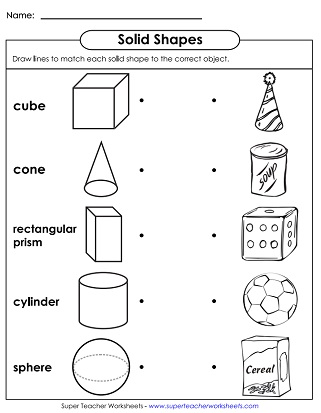 Name:
Solid Shapes
Draw lines to match each solid shape to the correct object.
cube
cone
soup
rectangular
prism
cylinder
sphere
Cereal
Super Teacher Worksheets - www.superteacherworksheets.com